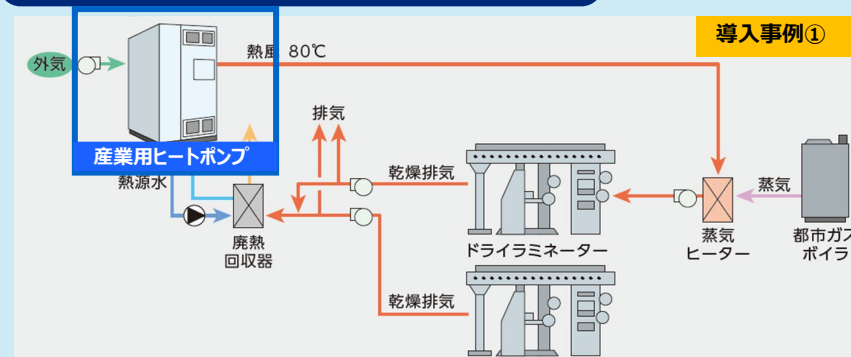 導入事例①
外気
熱風 80℃
排気
産業用ヒートポンプ
乾燥排気
熱源水
蒸気
廃熱
回収器
ドライラミネーター
蒸気
ヒーター
都市ガス
ボイラ
乾燥排気